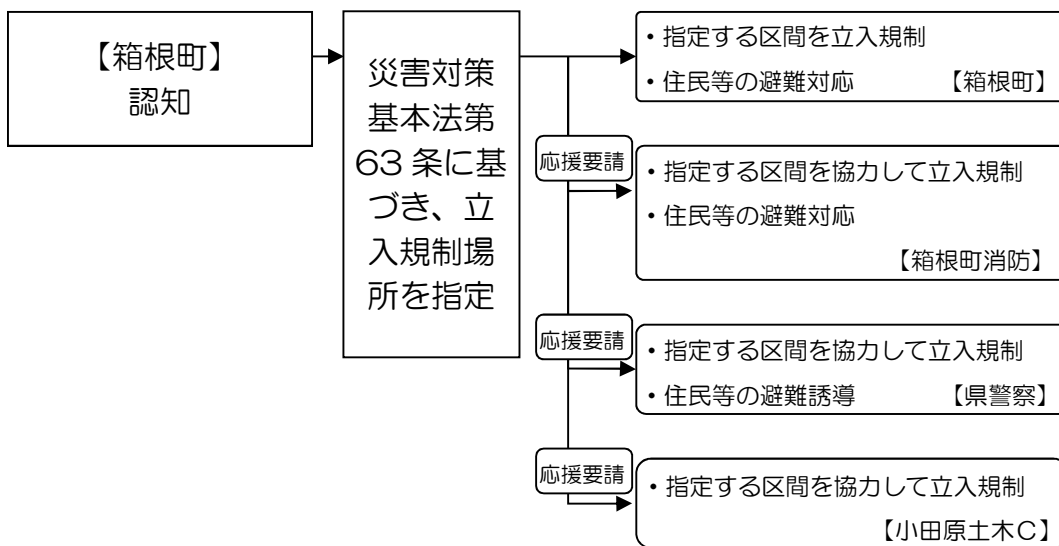 【箱根町】
認知
災害対策
基本法第
63 条に基
づき、立
入規制場
所を指定
・指定する区間を立入規制
・住民等の避難対応 【箱根町】
応援要請
・指定する区間を協力して立入規制
・住民等の避難対応
【箱根町消防】
応援要請
・指定する区間を協力して立入規制
・住民等の避難誘導 【県警察】
応援要請
・指定する区間を協力して立入規制
【小田原土木C】